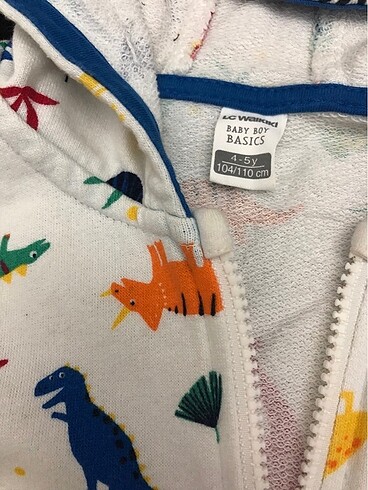 LC Waikiki
BABY BOY
BASICS
4-5y
104/110 cm